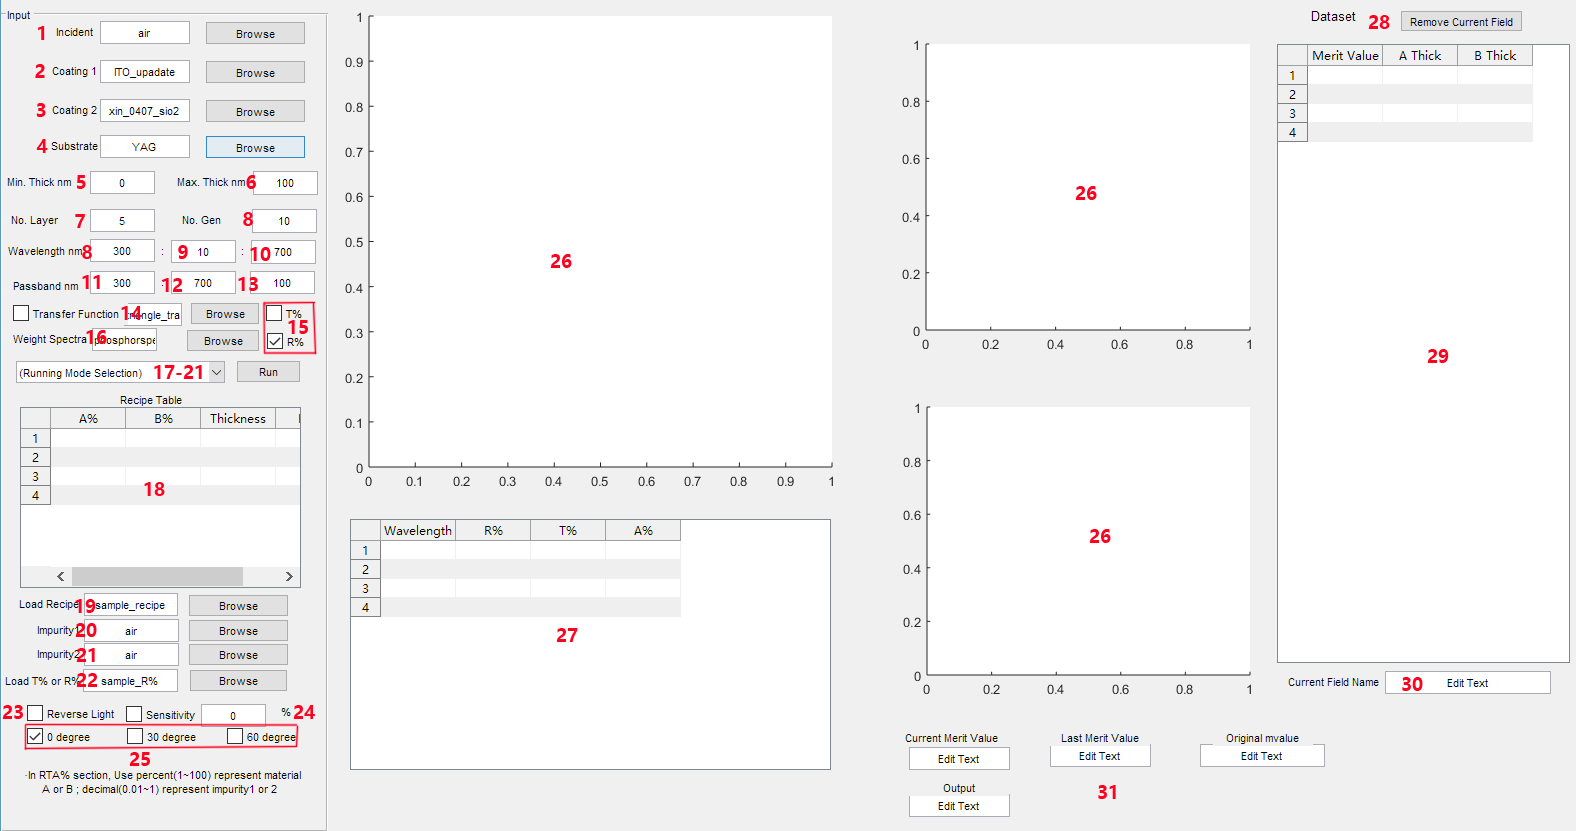 Input
1 Incident air Browse
2 Coating 1 ITO_upadate Browse
3 Coating 2 xin_0407_sio2 Browse
4 Substrate YAG Browse
Min. Thick nm 5 0 Max. Thick nm 6 100
No. Layer 7 5 No. Gen 8 10
Wavelength nm 8 300 : 9 10 : 10 700
Passband nm 11 300 : 12 700 13 100
Transfer Function 14 Browse T%
15
Weight Spectra 16 phosphorspe Browse R%
(Running Mode Selection) 17-21 Run
Recipe Table
A% B% Thickness
1
2
3
4
18
Load Recipe 19 sample_recipe Browse
Impurity1 20 air Browse
Impurity2 21 air Browse
Load T% or R% 22 sample_R% Browse
23 Reverse Light Sensitivity 0 % 24
0 degree 30 degree 60 degree
25
·In RTA% section, Use percent(1~100) represent material
A or B ; decimal(0.01~1) represent impurity1 or 2
1
0.9
0.8
0.7
0.6
0.5
0.4
0.3
0.2
0.1
0
26
0 0.1 0.2 0.3 0.4 0.5 0.6 0.7 0.8 0.9 1
Wavelength R% T% A%
1
2
3
4
27
1
0.8
0.6
0.4
0.2
0
26
0 0.2 0.4 0.6 0.8 1
1
0.8
0.6
0.4
0.2
0
26
0 0.2 0.4 0.6 0.8 1
Current Merit Value Last Merit Value Original mvalue
Edit Text Edit Text Edit Text
Output
Edit Text
31
Dataset 28 Remove Current Field
Merit Value A Thick B Thick
1
2
3
4
29
Current Field Name 30 Edit Text